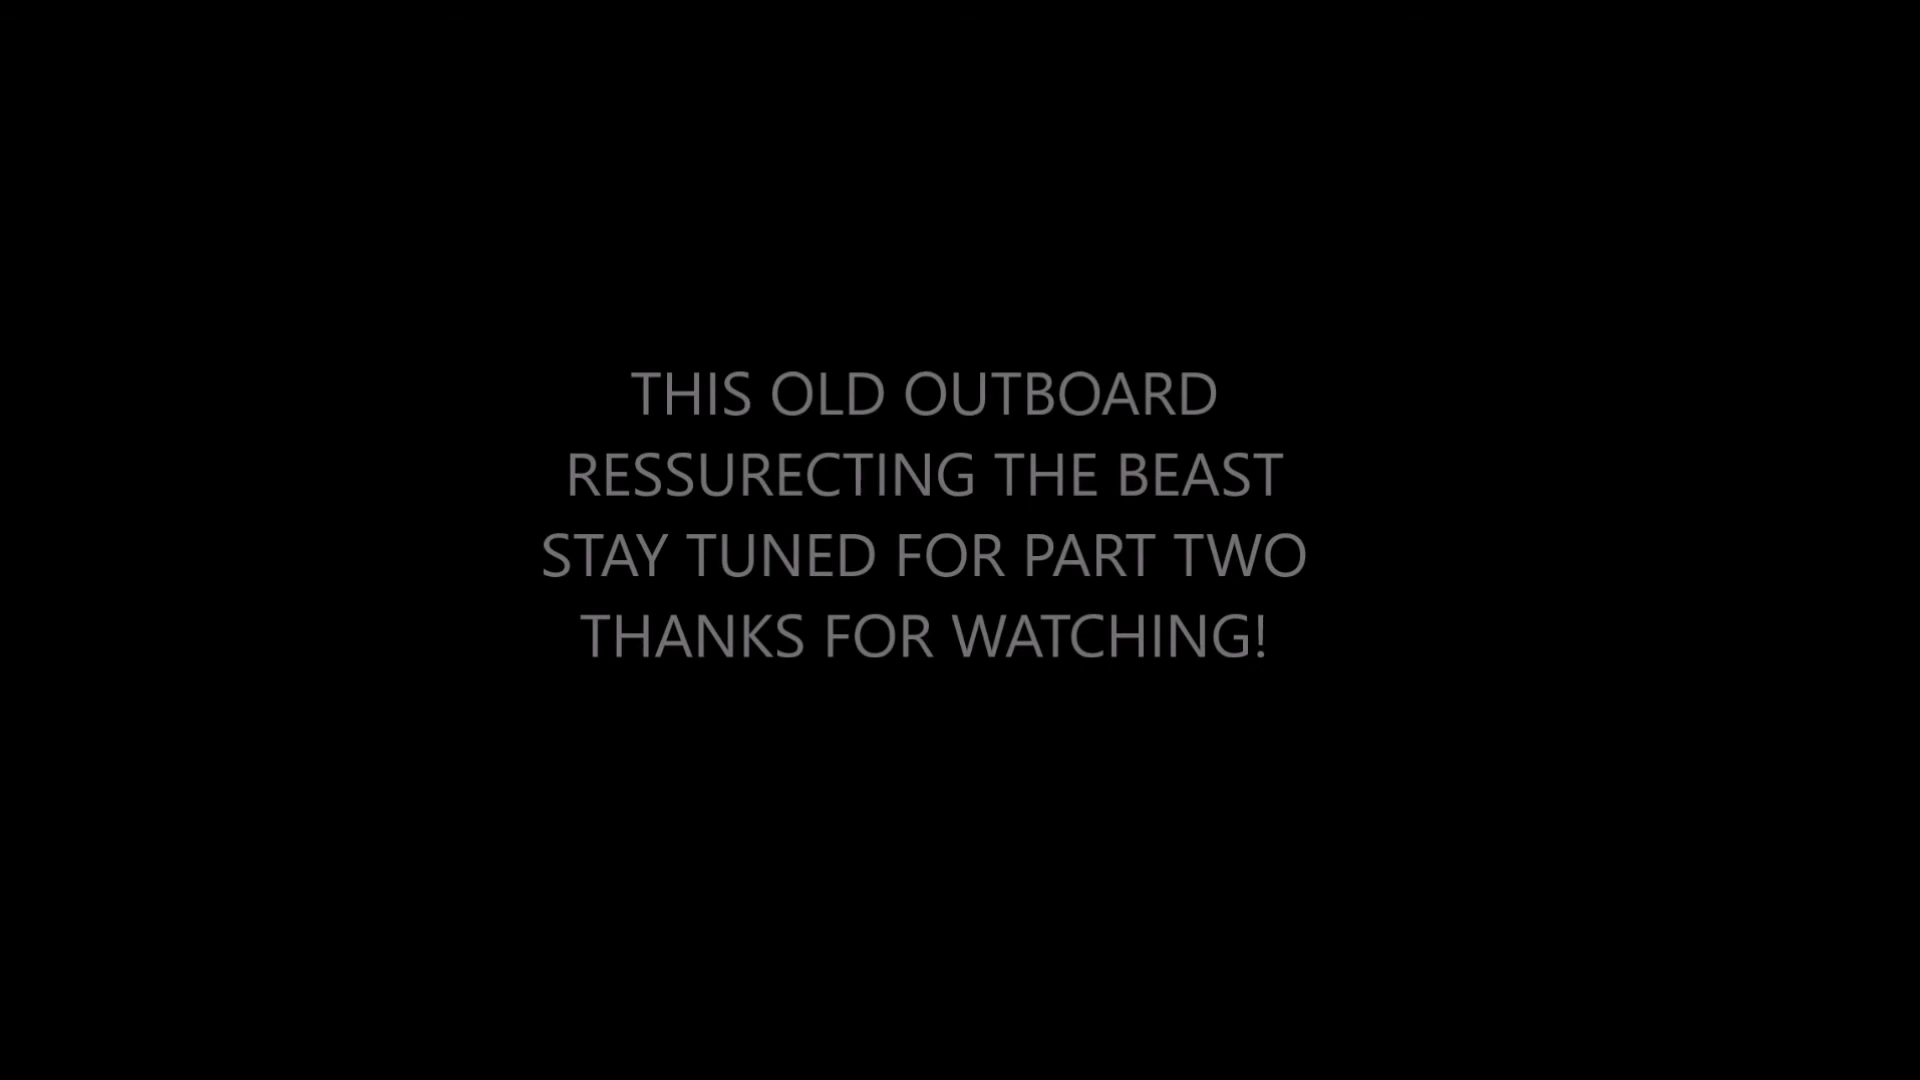 THIS OLD OUTBOARD
RESSURECTING THE BEAST
STAY TUNED FOR PART TWO
THANKS FOR WATCHING!